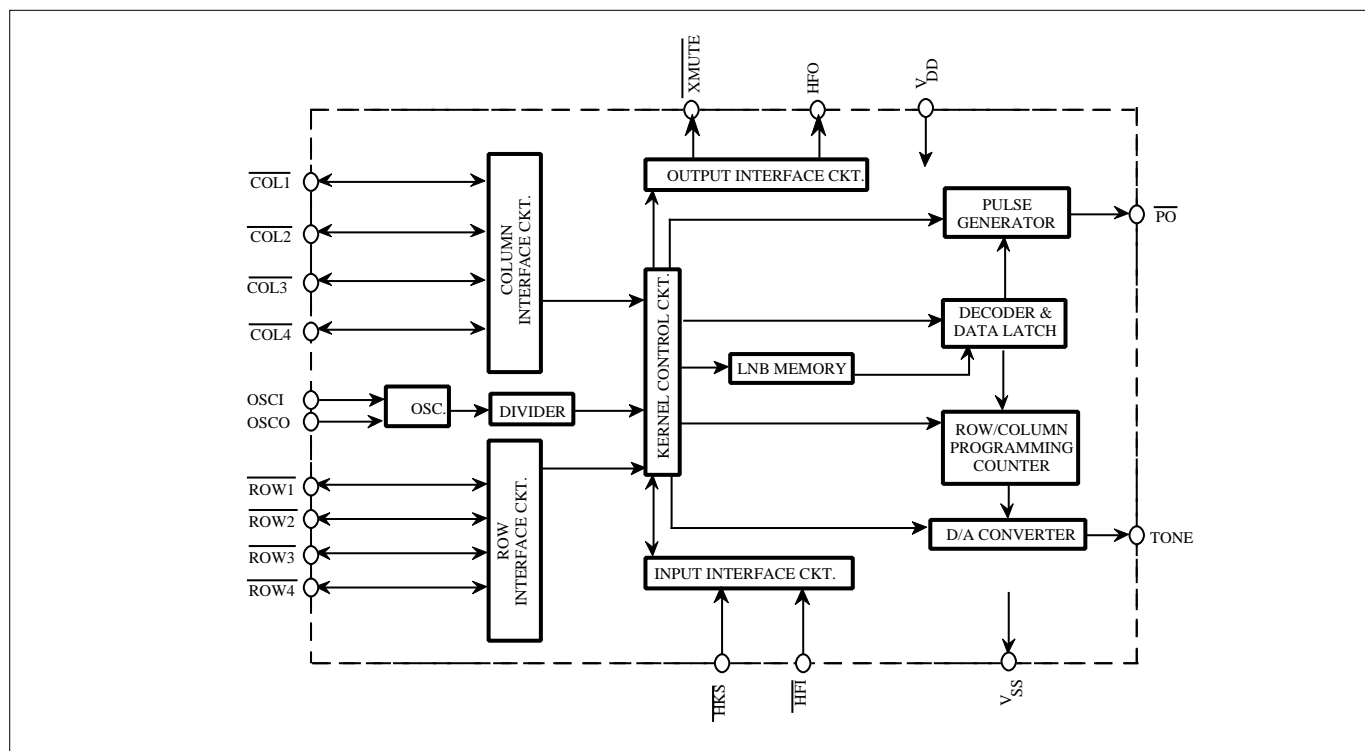 XMUTE
HFO
VDD
COL1
COL2
COL3
COL4
COLUMN
INTERFACE CKT.
OUTPUT INTERFACE CKT.
PULSE
GENERATOR
PO
KERNEL CONTROL CKT.
DECODER &
DATA LATCH
LNB MEMORY
OSCI
OSCO
OSC.
DIVIDER
ROW/COLUMN
PROGRAMMING
COUNTER
ROW1
ROW2
ROW3
ROW4
ROW
INTERFACE CKT.
D/A CONVERTER
TONE
INPUT INTERFACE CKT.
HKS
HFI
VSS